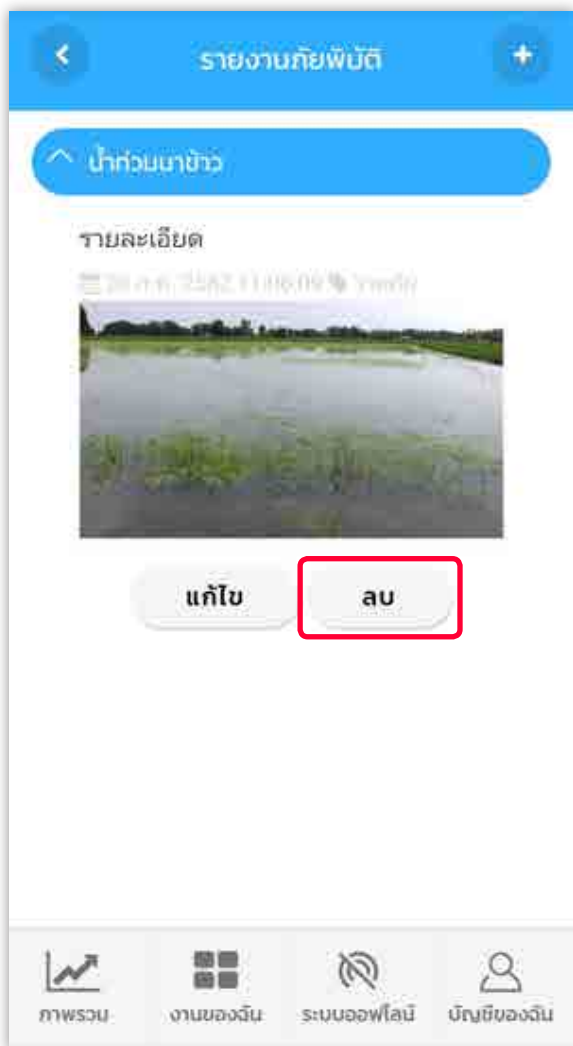 รายงานภัยพิบัติ
น้ำท่วมนาข้าว
รายละเอียด
แก้ไข ลบ
ภาพรวม งานของฉัน ระบบออฟไลน์ บัญชีของฉัน